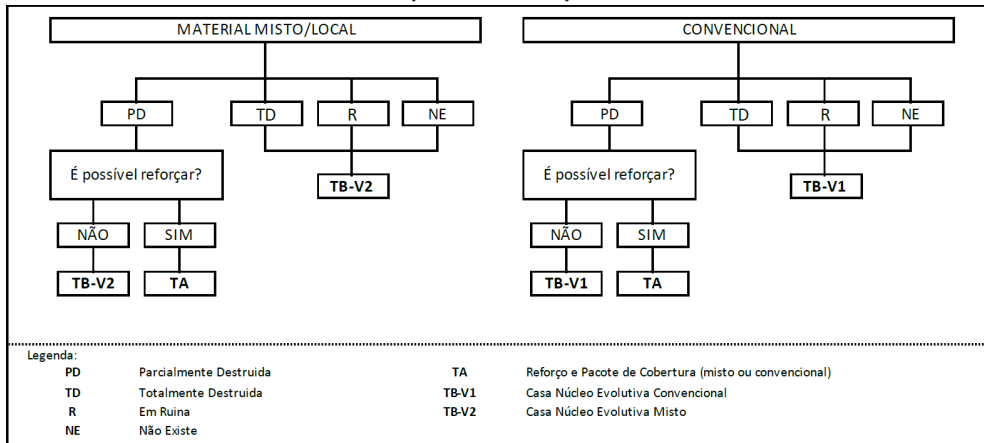 MATERIAL MISTO/LOCAL
PD TD R NE
É possível reforçar?
TB-V2
NÃO SIM
TB-V2 TA
CONVENCIONAL
PD TD R NE
É possível reforçar?
TB-V1
NÃO SIM
TB-V1 TA
Legenda:
PD Parcialmente Destruida
TD Totalmente Destruida
R Em Ruina
NE Não Existe
TA Reforço e Pacote de Cobertura (misto ou convencional)
TB-V1 Casa Núcleo Evolutiva Convencional
TB-V2 Casa Núcleo Evolutiva Misto